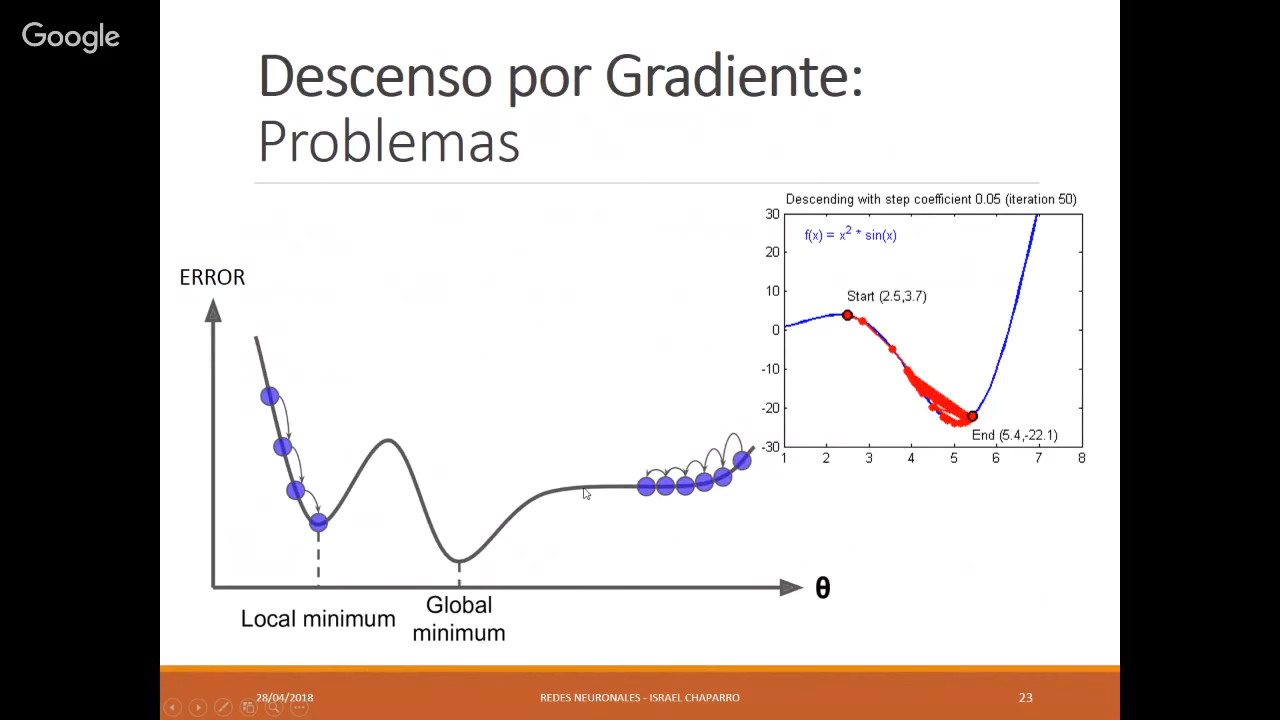 Google
Descenso por Gradiente:
Problemas
Descending with step coefficient 0.05 (iteration 50)
30
20
10
0
-10
-20
-30
f(x) = x2 * sin(x)
Start (2.5,3.7)
End (5.4,-22.1)
1 2 3 4 5 6 7 8
ERROR
θ
Local minimum
Global
minimum
28/04/2018
REDES NEURONALES - ISRAEL CHAPARRO
23